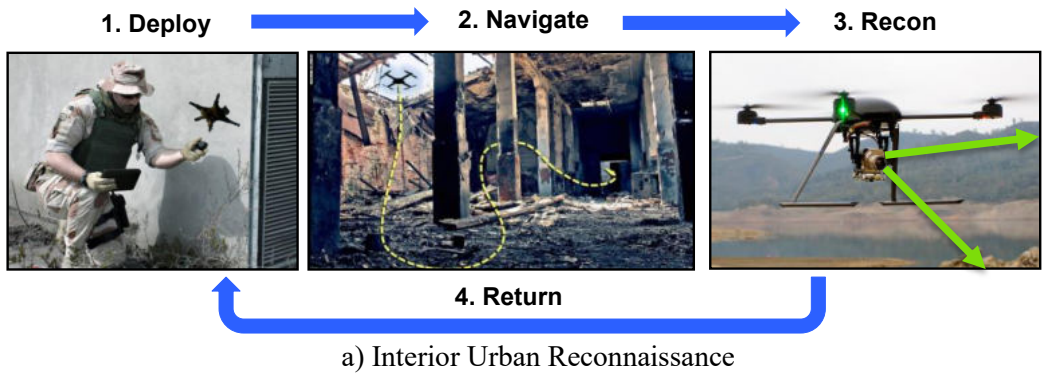 1. Deploy
2. Navigate
3. Recon
4. Return
a) Interior Urban Reconnaissance